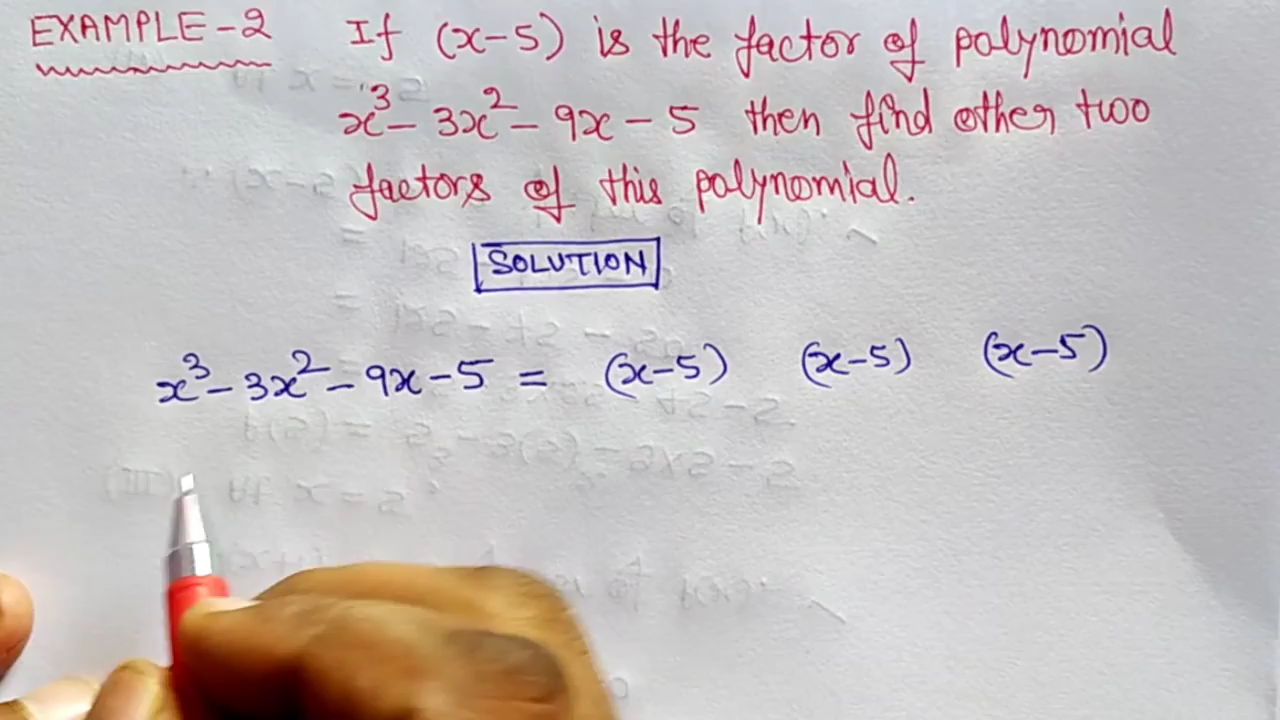 EXAMPLE-2 If (x-5) is the factor of polynomial
x³ - 3x² - 9x - 5 then find other two
factors of this polynomial.
SOLUTION
x³ - 3x² - 9x - 5 = (x-5) (x-5) (x-5)